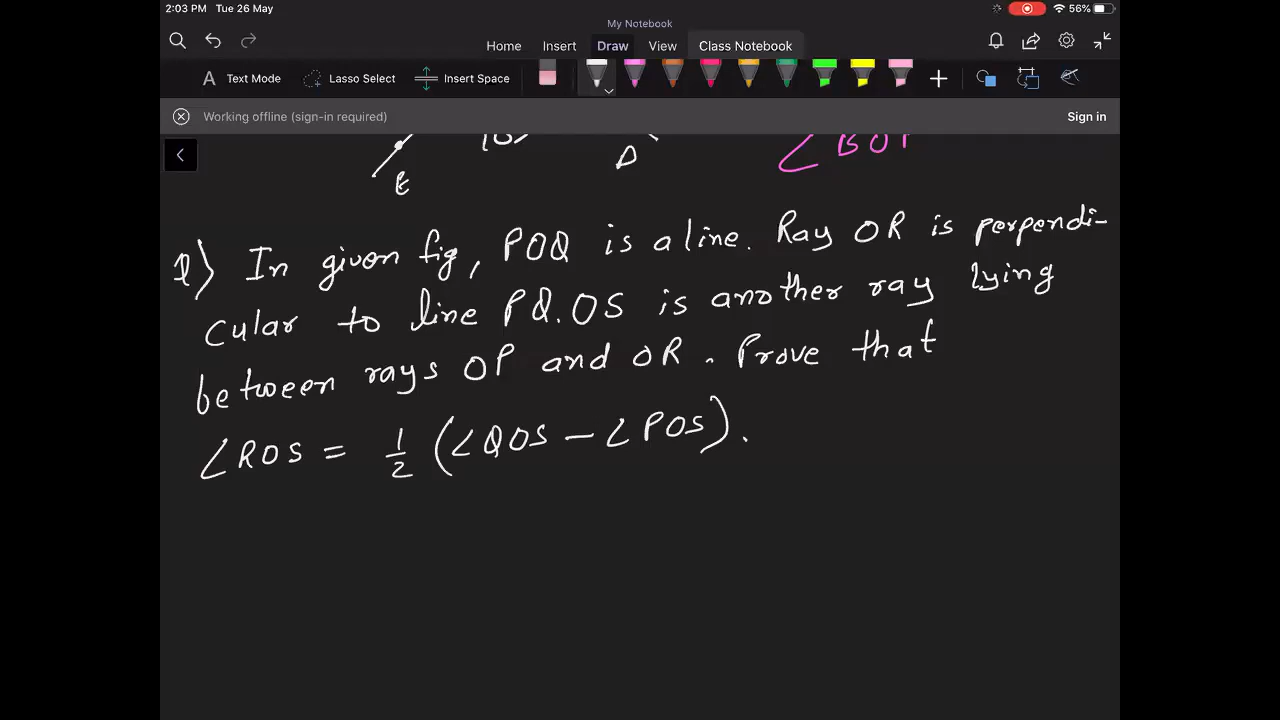 2:03 PM Tue 26 May
56%
My Notebook
Home Insert Draw View Class Notebook
A Text Mode Lasso Select Insert Space
Working offline (sign-in required) Sign in
D
E
Q) In given fig, POQ is a line. Ray OR is perpendi-
cular to line PQ. OS is another ray lying
between rays OP and OR. Prove that
∠ROS = 1/2 (∠QOS - ∠POS).